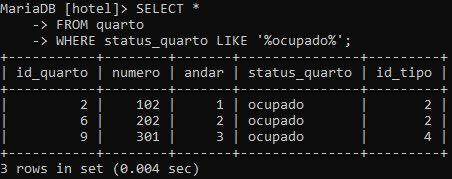 MariaDB [hotel]> SELECT *
    -> FROM quarto
    -> WHERE status_quarto LIKE '%ocupado%';
+-----------+--------+-------+---------------+---------+
| id_quarto | numero | andar | status_quarto | id_tipo |
+-----------+--------+-------+---------------+---------+
|         2 |    102 |     1 | ocupado       |       2 |
|         6 |    202 |     2 | ocupado       |       2 |
|         9 |    301 |     3 | ocupado       |       4 |
+-----------+--------+-------+---------------+---------+
3 rows in set (0.004 sec)